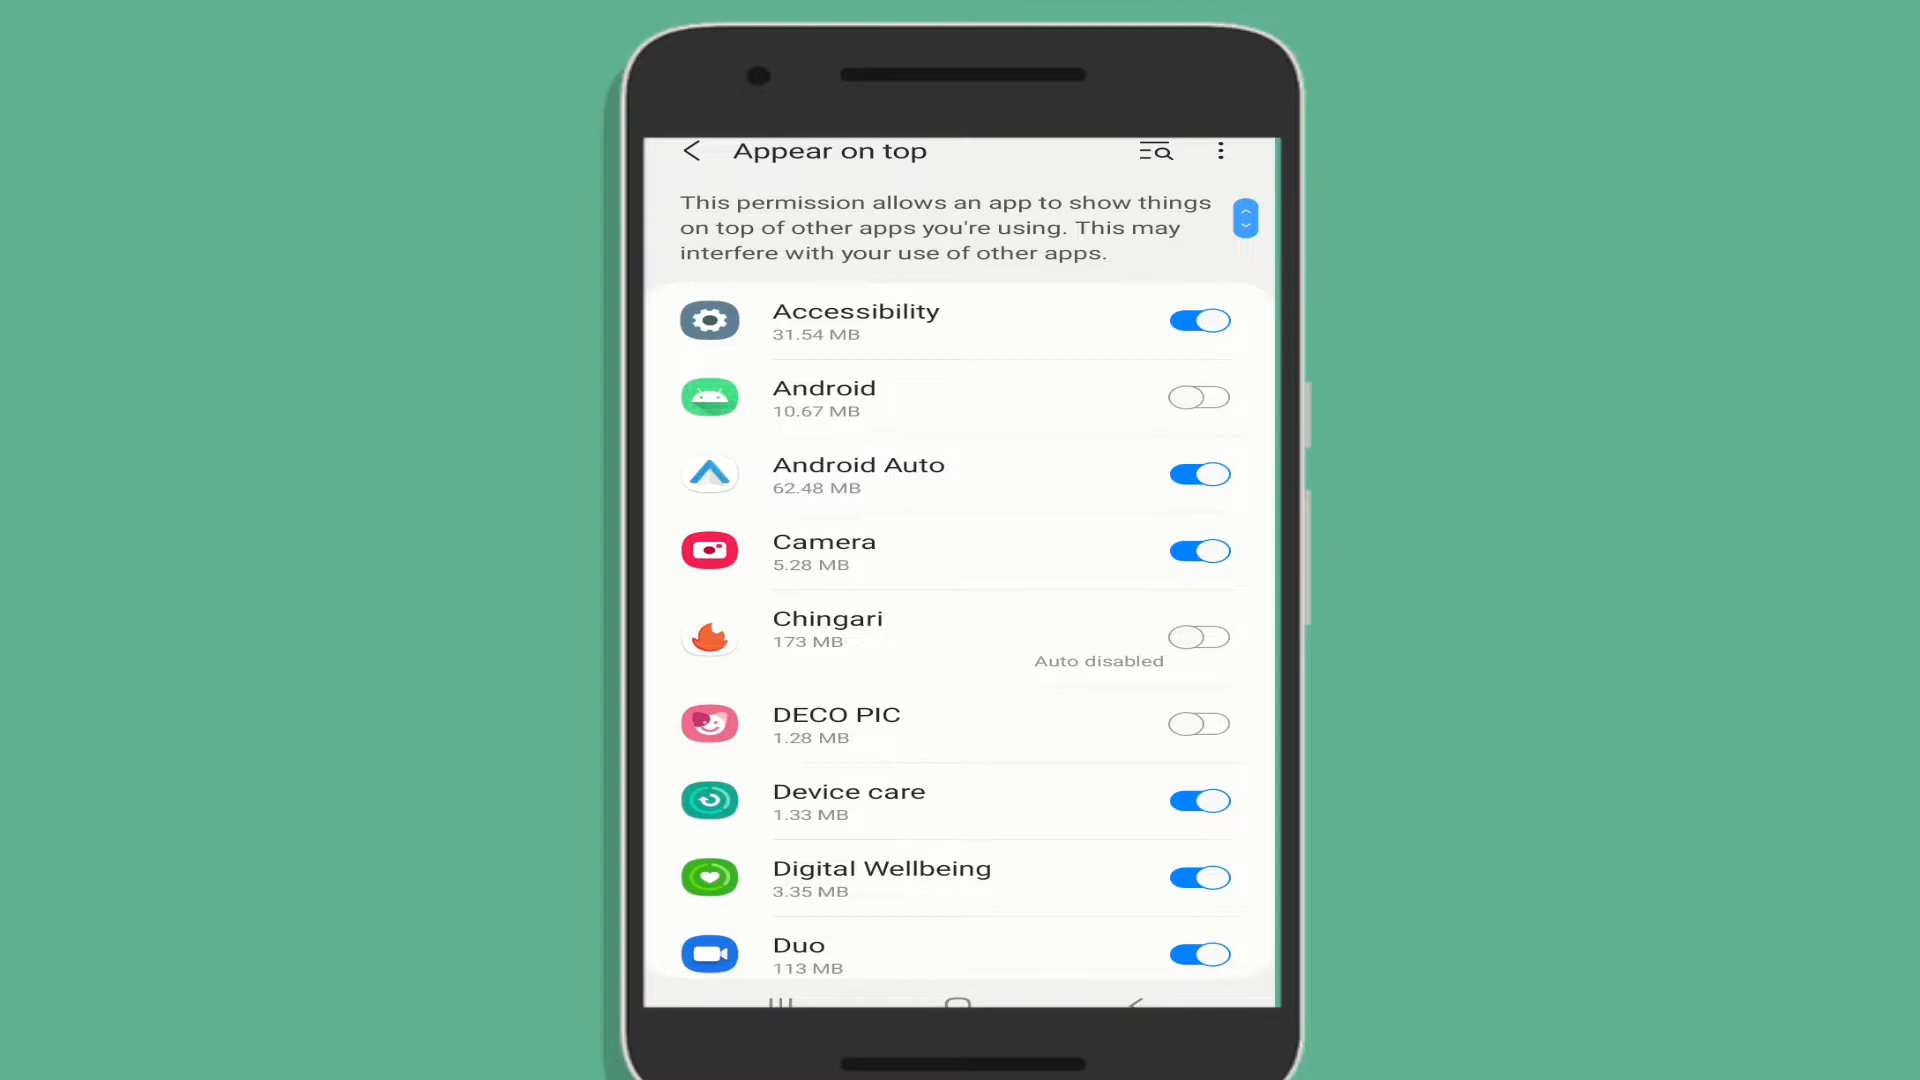 Appear on top
This permission allows an app to show things
on top of other apps you're using. This may
interfere with your use of other apps.
Accessibility
31.54 MB
Android
10.67 MB
Android Auto
62.48 MB
Camera
5.28 MB
Chingari
173 MB
Auto disabled
DECO PIC
1.28 MB
Device care
1.33 MB
Digital Wellbeing
3.35 MB
Duo
113 MB